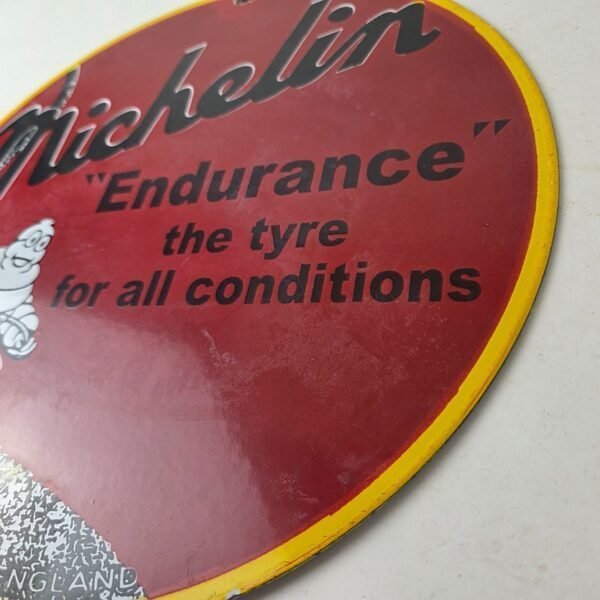 Michelin
"Endurance"
the tyre
for all conditions
NGLAND